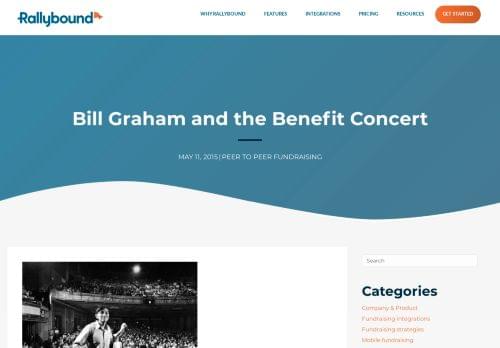 Rallybound
WHY RALLYBOUND
FEATURES
INTEGRATIONS
PRICING
RESOURCES
GET STARTED
Bill Graham and the Benefit Concert
MAY 11, 2015 | PEER TO PEER FUNDRAISING
Search
Categories
Company & Product
Fundraising integrations
Fundraising strategies
Mobile fundraising